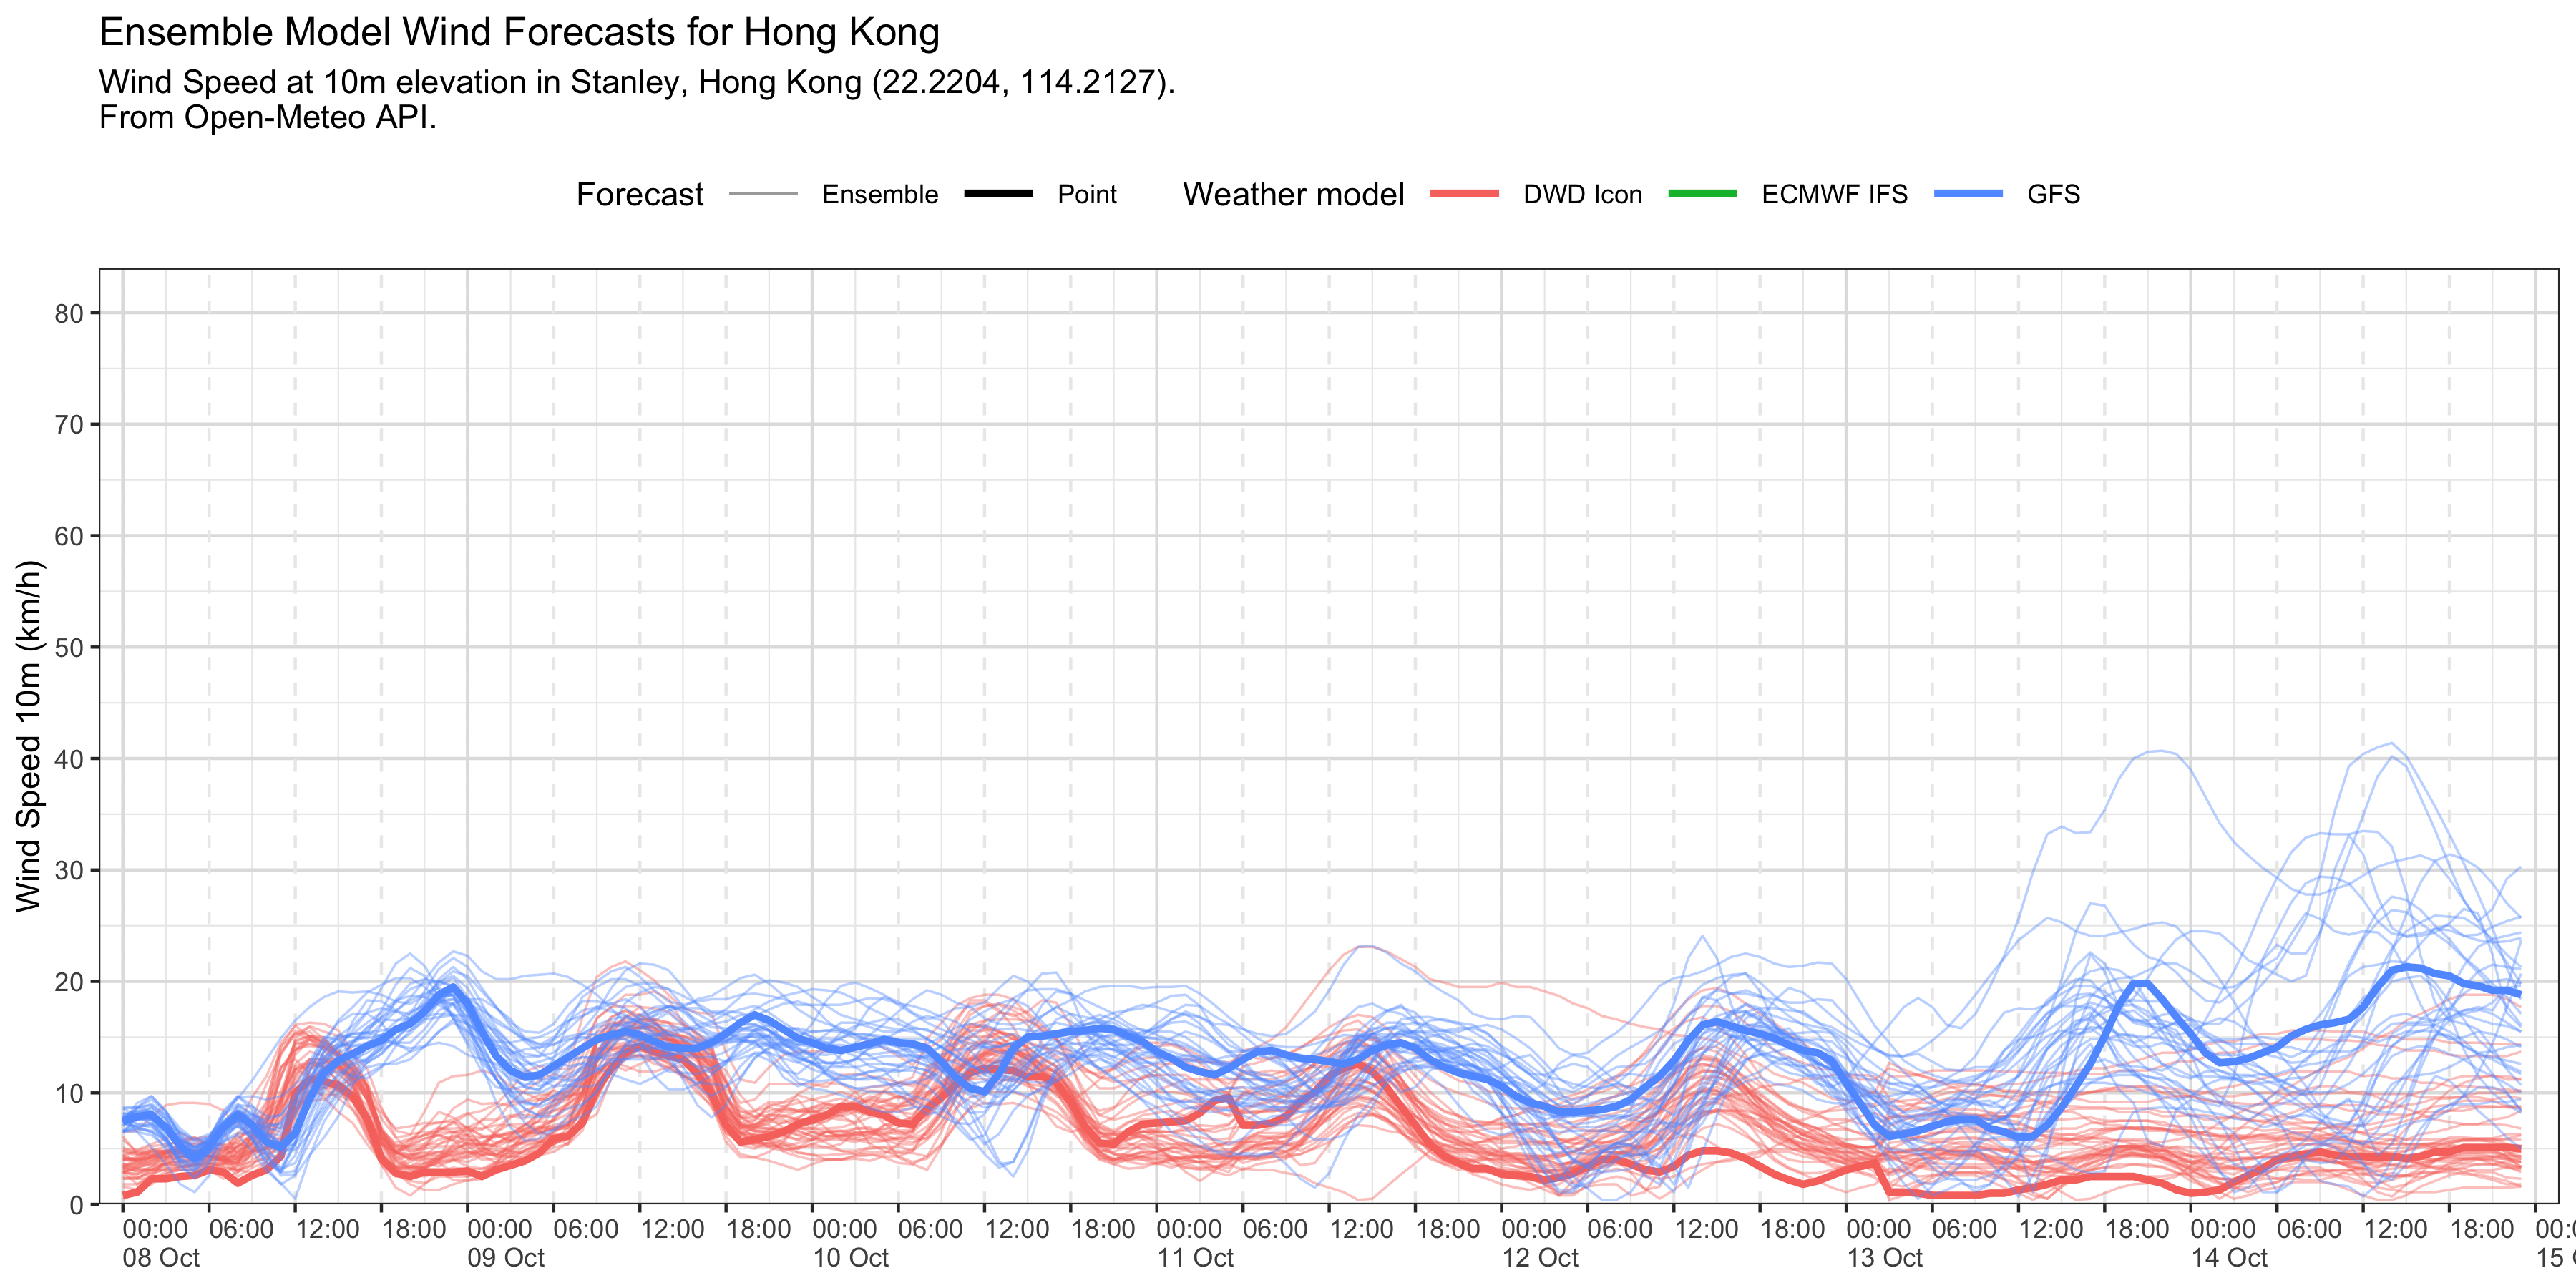 Ensemble Model Wind Forecasts for Hong Kong
Wind Speed at 10m elevation in Stanley, Hong Kong (22.2204, 114.2127).
From Open-Meteo API.
Forecast Ensemble Point Weather model DWD Icon ECMWF IFS GFS
Wind Speed 10m (km/h)
80
70
60
50
40
30
20
10
0
00:00 06:00 12:00 18:00 00:00 06:00 12:00 18:00 00:00 06:00 12:00 18:00 00:00 06:00 12:00 18:00 00:00 06:00 12:00 18:00 00:00 06:00 12:00 18:00 00:00 06:00 12:00 18:00
08 Oct 09 Oct 10 Oct 11 Oct 12 Oct 13 Oct 14 Oct 15